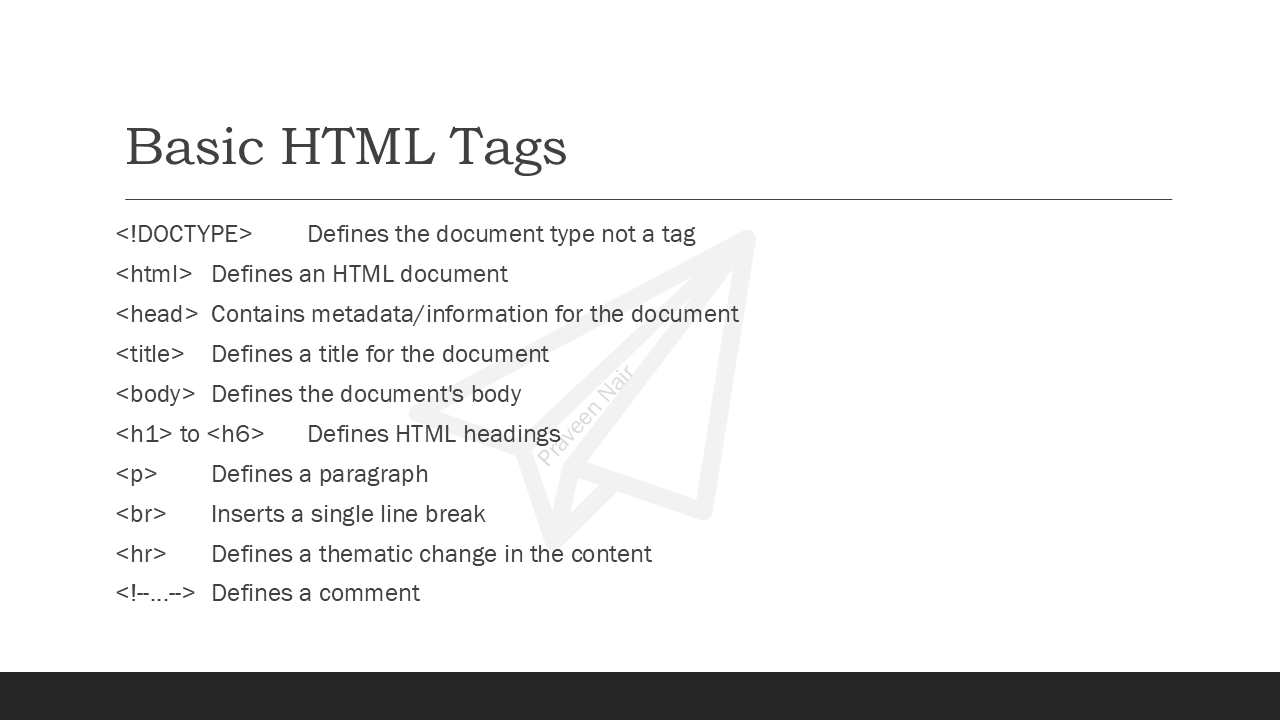 Basic HTML Tags
<!DOCTYPE> Defines the document type not a tag
<html> Defines an HTML document
<head> Contains metadata/information for the document
<title> Defines a title for the document
<body> Defines the document's body
<h1> to <h6> Defines HTML headings
<p> Defines a paragraph
<br> Inserts a single line break
<hr> Defines a thematic change in the content
<!--...--> Defines a comment
Praveen Nair